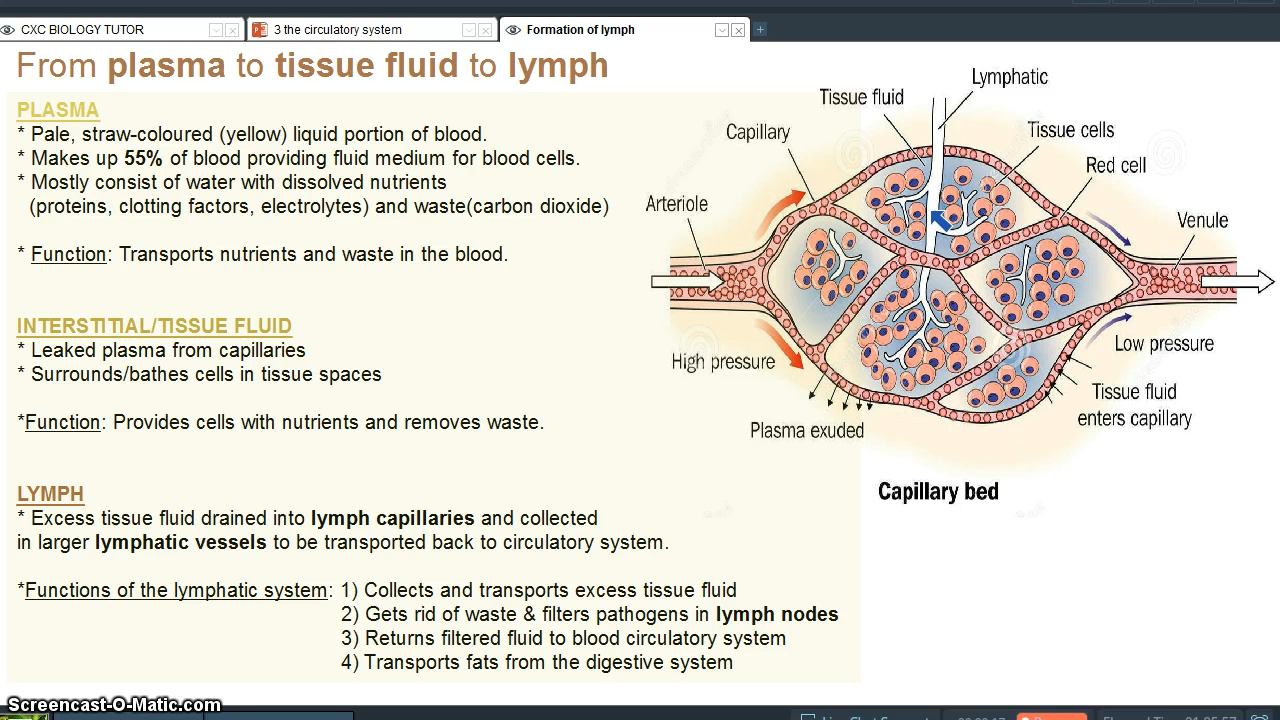 CXC BIOLOGY TUTOR
3 the circulatory system
Formation of lymph
From plasma to tissue fluid to lymph
PLASMA
* Pale, straw-coloured (yellow) liquid portion of blood.
* Makes up 55% of blood providing fluid medium for blood cells.
* Mostly consist of water with dissolved nutrients
(proteins, clotting factors, electrolytes) and waste(carbon dioxide)
* Function: Transports nutrients and waste in the blood.
INTERSTITIAL/TISSUE FLUID
* Leaked plasma from capillaries
* Surrounds/bathes cells in tissue spaces
*Function: Provides cells with nutrients and removes waste.
LYMPH
* Excess tissue fluid drained into lymph capillaries and collected
in larger lymphatic vessels to be transported back to circulatory system.
*Functions of the lymphatic system: 1) Collects and transports excess tissue fluid
2) Gets rid of waste & filters pathogens in lymph nodes
3) Returns filtered fluid to blood circulatory system
4) Transports fats from the digestive system
Lymphatic
Tissue fluid
Capillary
Tissue cells
Red cell
Arteriole
Venule
High pressure
Low pressure
Tissue fluid
enters capillary
Plasma exuded
Capillary bed
Screencast-O-Matic.com